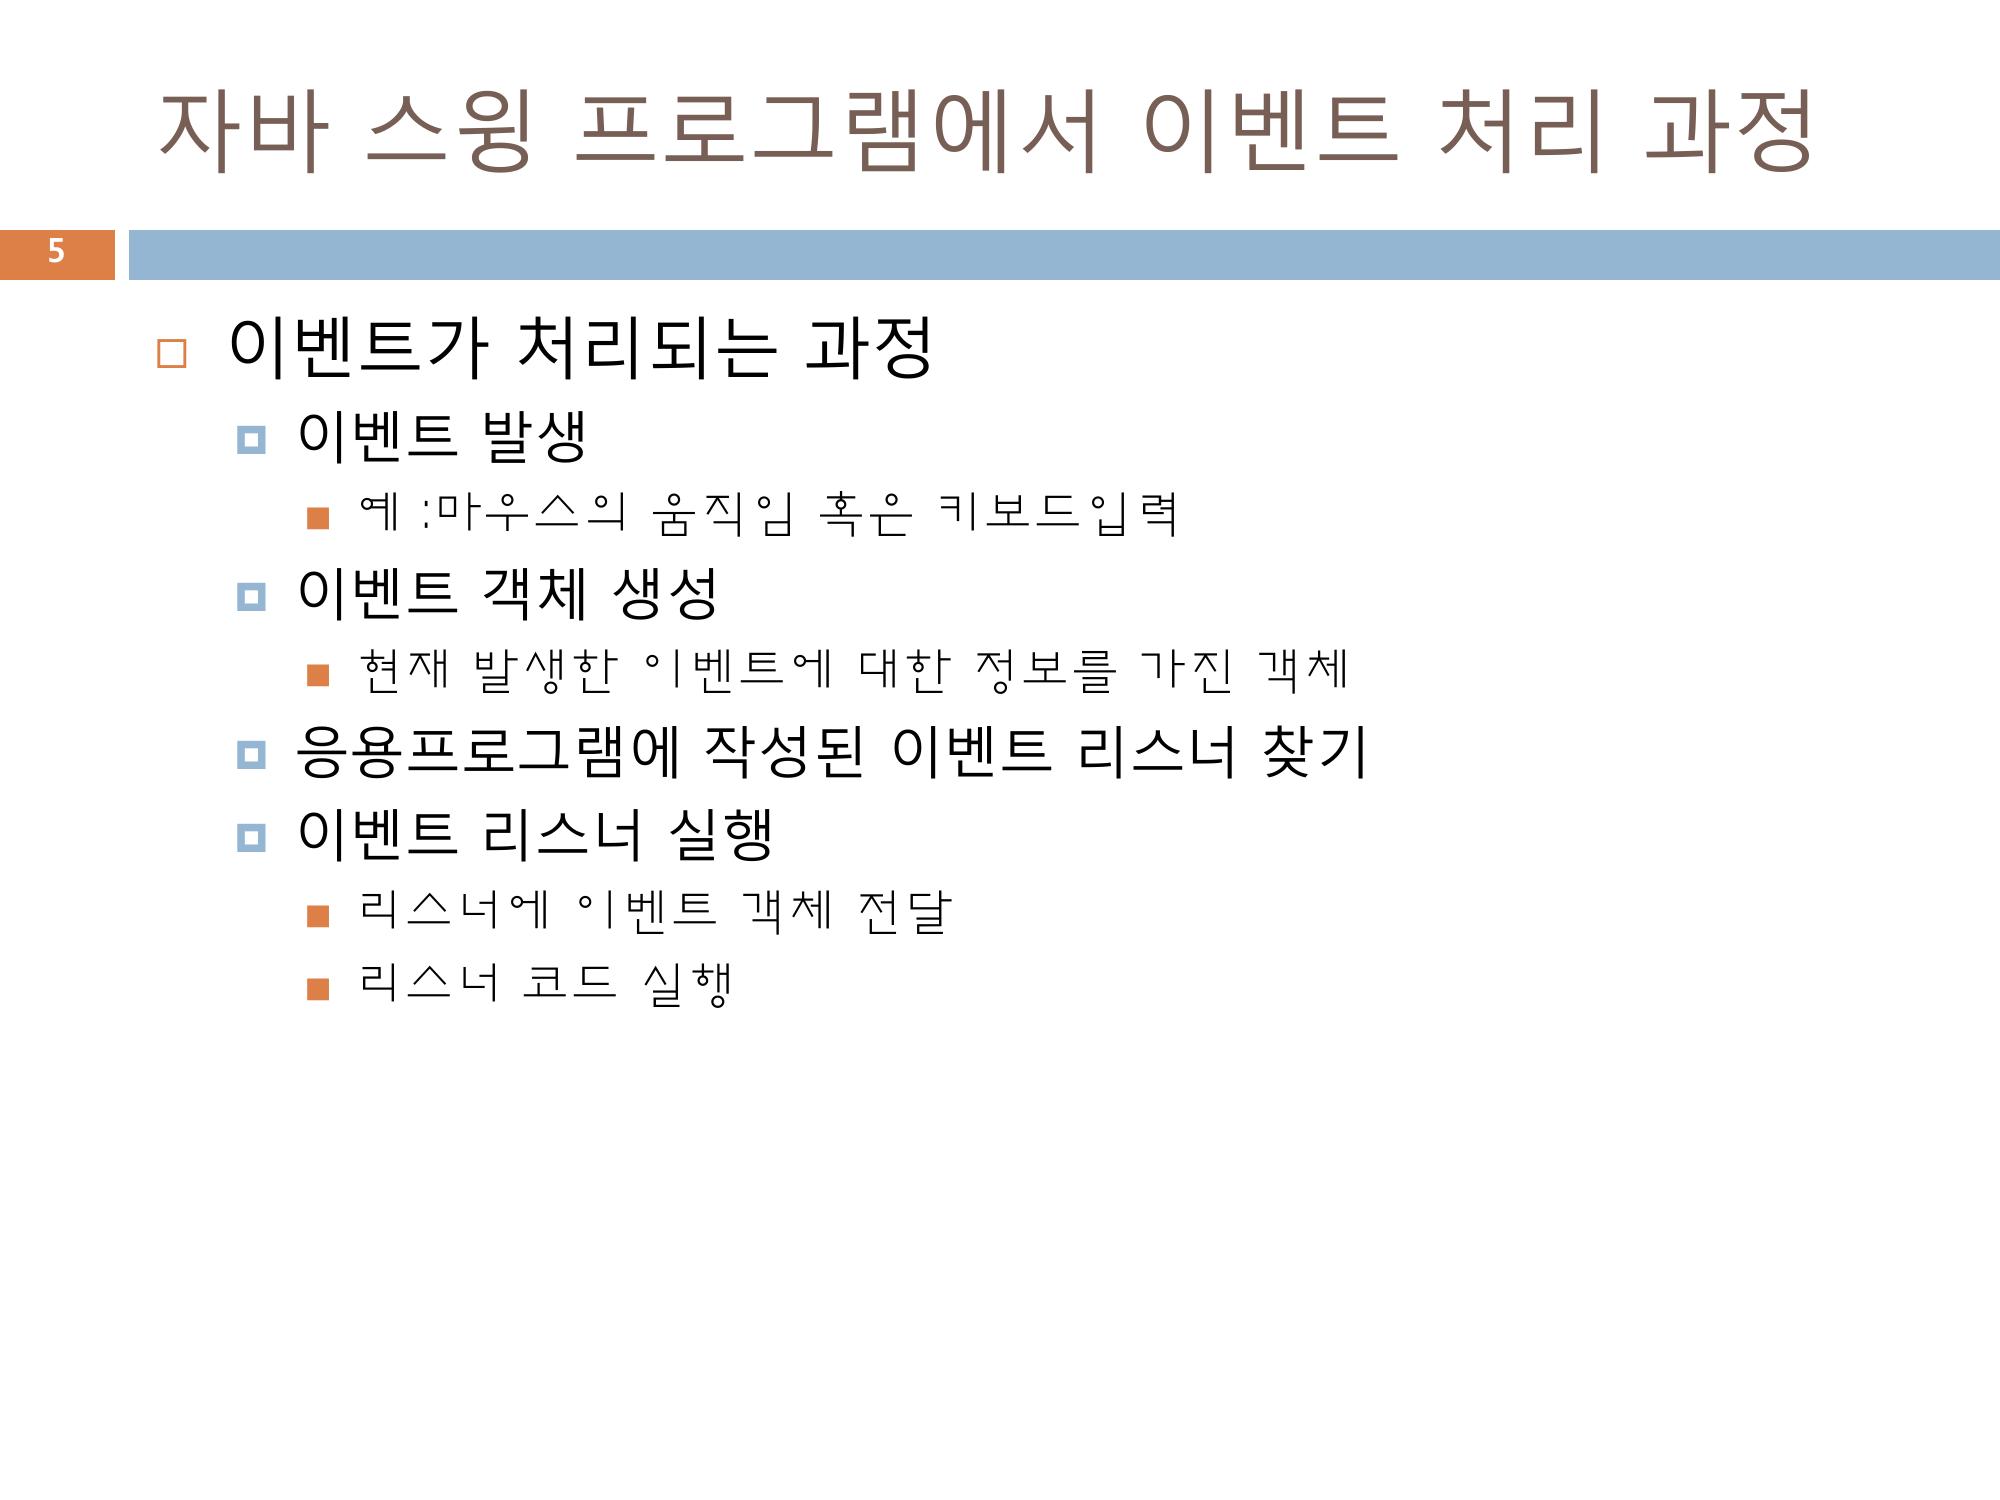 자바 스윙 프로그램에서 이벤트 처리 과정
5
이벤트가 처리되는 과정
이벤트 발생
예 :마우스의 움직임 혹은 키보드입력
이벤트 객체 생성
현재 발생한 이벤트에 대한 정보를 가진 객체
응용프로그램에 작성된 이벤트 리스너 찾기
이벤트 리스너 실행
리스너에 이벤트 객체 전달
리스너 코드 실행